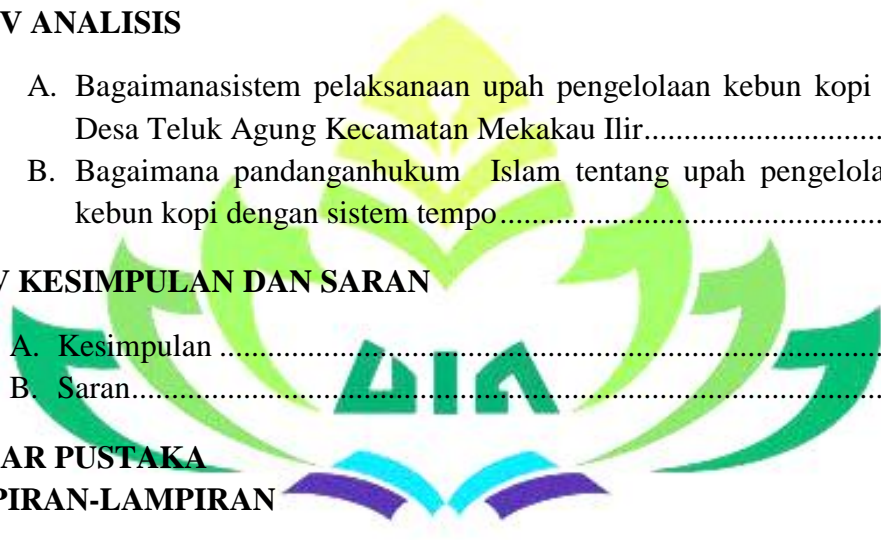 V ANALISIS
A. Bagaimanasistem pelaksanaan upah pengelolaan kebun kopi
Desa Teluk Agung Kecamatan Mekakau Ilir..............................
B. Bagaimana pandanganhukum Islam tentang upah pengelola
kebun kopi dengan sistem tempo................................................
V KESIMPULAN DAN SARAN
A. Kesimpulan ..................................................................................
B. Saran.............................................................................................
AR PUSTAKA
PIRAN-LAMPIRAN
UIN